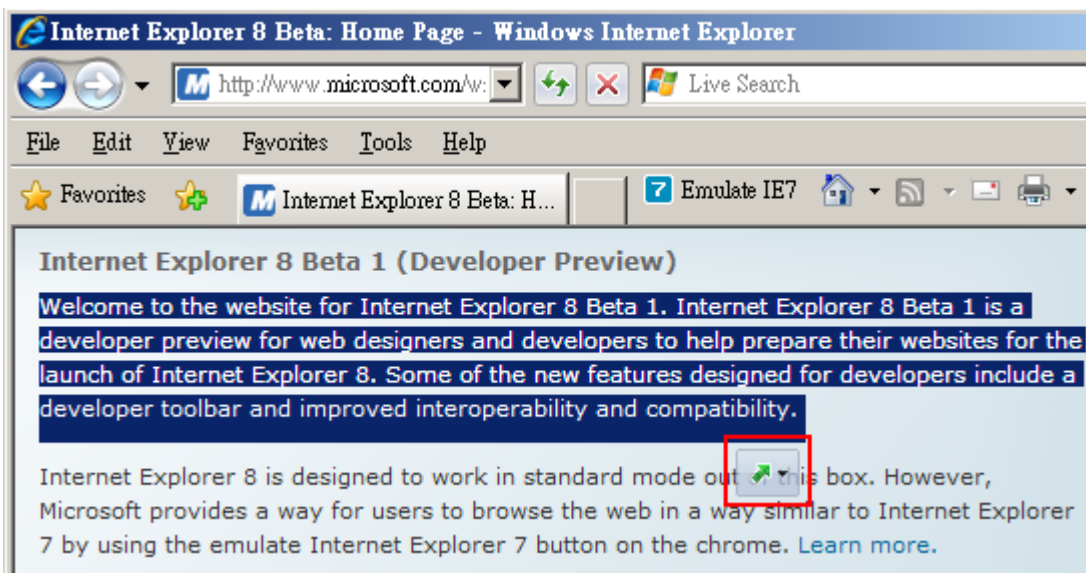 Internet Explorer 8 Beta: Home Page - Windows Internet Explorer
http://www.microsoft.com/w: Live Search
File Edit View Favorites Tools Help
Favorites Internet Explorer 8 Beta: H... 7 Emulate IE7
Internet Explorer 8 Beta 1 (Developer Preview)
Welcome to the website for Internet Explorer 8 Beta 1. Internet Explorer 8 Beta 1 is a
developer preview for web designers and developers to help prepare their websites for the
launch of Internet Explorer 8. Some of the new features designed for developers include a
developer toolbar and improved interoperability and compatibility.
Internet Explorer 8 is designed to work in standard mode out this box. However,
Microsoft provides a way for users to browse the web in a way similar to Internet Explorer
7 by using the emulate Internet Explorer 7 button on the chrome. Learn more.